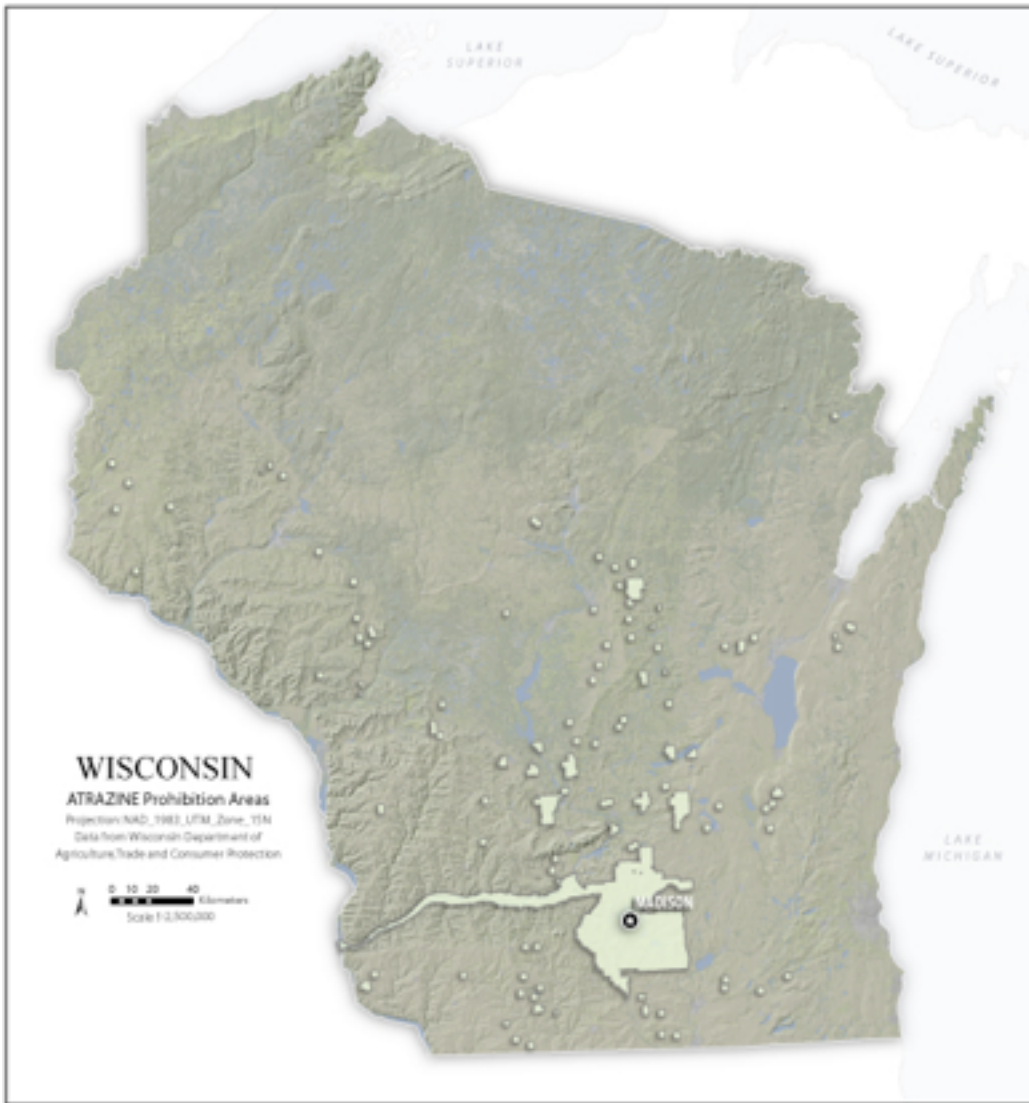 LAKE
SUPERIOR
LAKE SUPERIOR
WISCONSIN
ATRAZINE Prohibition Areas
Projection: NAD_1983_UTM_Zone_15N
Data from Wisconsin Department of
Agriculture,Trade and Consumer Protection
N
0 10 20 40
Kilometers
Scale 1:2,500,000
MADISON
LAKE
MICHIGAN